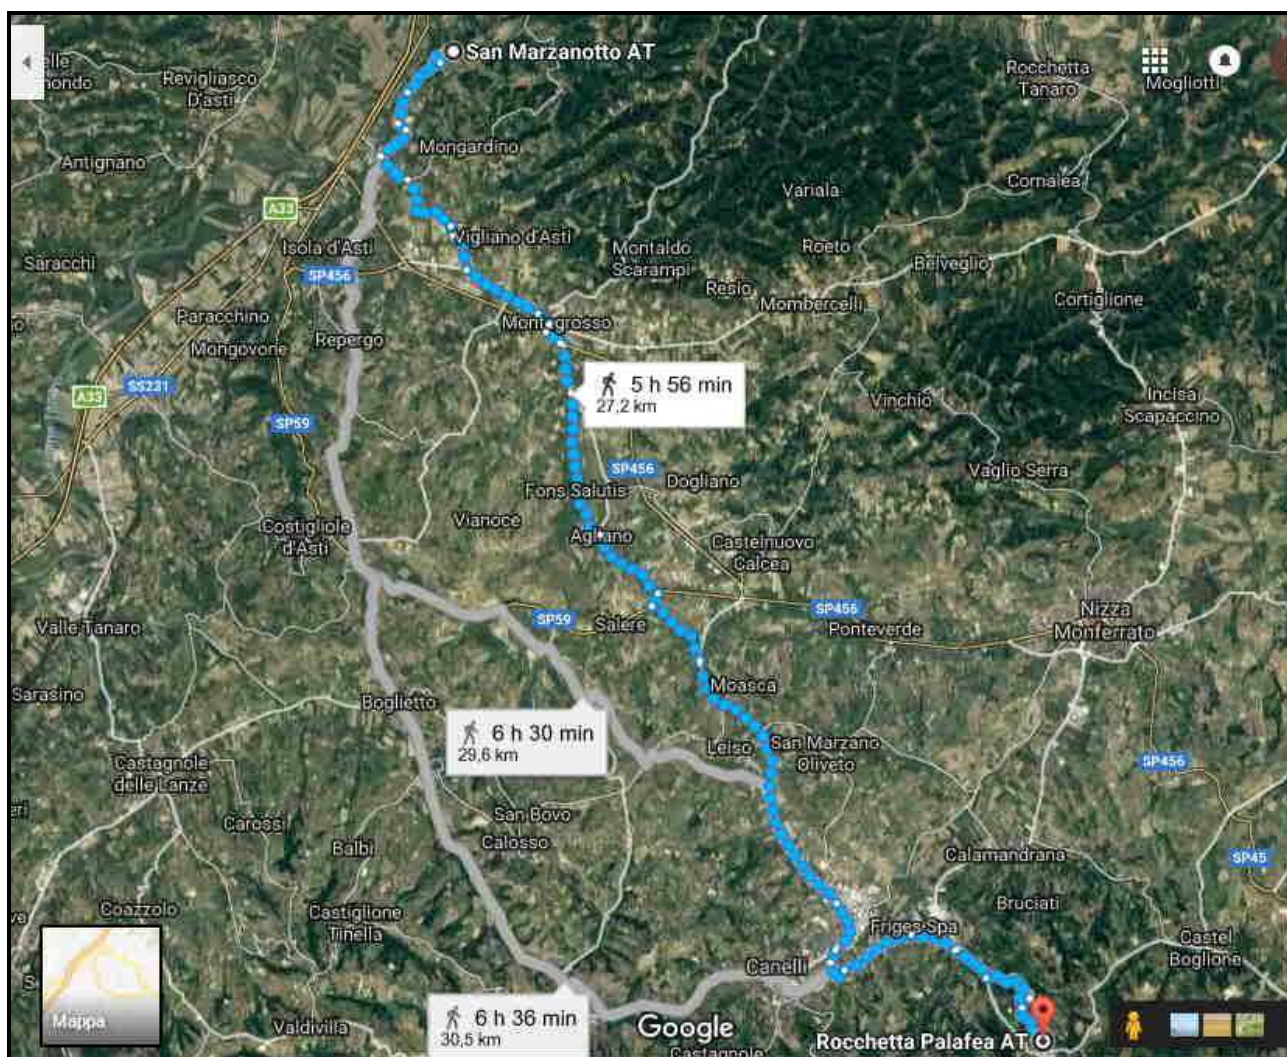 San Marzanotto AT
Revigliasco
D'asti
Rocchetta
Tanaro
Mogliotti
Mongardino
Antignano
Cornalea
Variala
A33
Vigliano d'Asti
Isola d'Asti
Montaldo
Scarampi
Roeto
Belveglio
Saracchi
SP456
Resio
Mombercelli
Cortiglione
Paracchino
Montegrosso
Mongovone
Repergo
5 h 56 min
27,2 km
SS231
A33
Vinchio
Incisa
Scapaccino
SP59
SP456
Dogliano
Vaglio Serra
Fons Salutis
Vianoce
Costigliole
d'Asti
Agliano
Castelnuovo
Calcea
SP456
Nizza
Monferrato
SP59
Salere
Ponteverde
Valle Tanaro
Sarasino
Moasca
Boglietto
6 h 30 min
29,6 km
Leiso
San Marzano
Oliveto
SP456
Castagnole
delle Lanze
San Bovo
Calosso
Carossi
Balbi
Calamandrana
SP45
Bruciati
Coazzolo
Castiglione
Tinella
Friges Spa
Castel
Boglione
Canelli
Mappa
6 h 36 min
30,5 km
Valdivilla
Google
Rocchetta Palafea AT
Castagnole